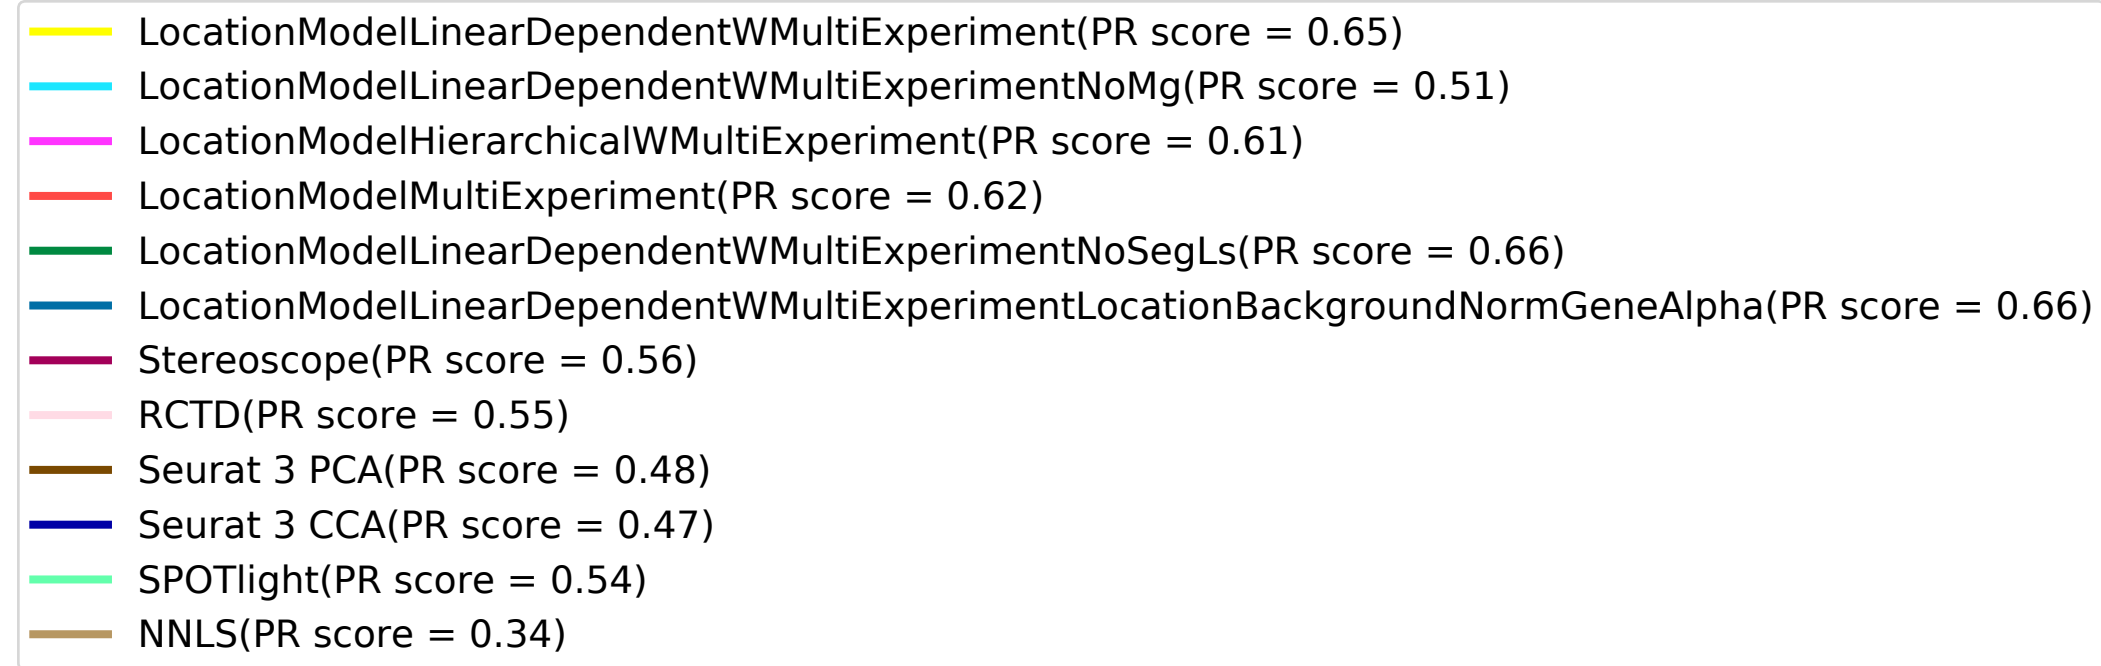 LocationModelLinearDependentWMultiExperiment(PR score = 0.65)
LocationModelLinearDependentWMultiExperimentNoMg(PR score = 0.51)
LocationModelHierarchicalWMultiExperiment(PR score = 0.61)
LocationModelMultiExperiment(PR score = 0.62)
LocationModelLinearDependentWMultiExperimentNoSegLs(PR score = 0.66)
LocationModelLinearDependentWMultiExperimentLocationBackgroundNormGeneAlpha(PR score = 0.66)
Stereoscope(PR score = 0.56)
RCTD(PR score = 0.55)
Seurat 3 PCA(PR score = 0.48)
Seurat 3 CCA(PR score = 0.47)
SPOTlight(PR score = 0.54)
NNLS(PR score = 0.34)